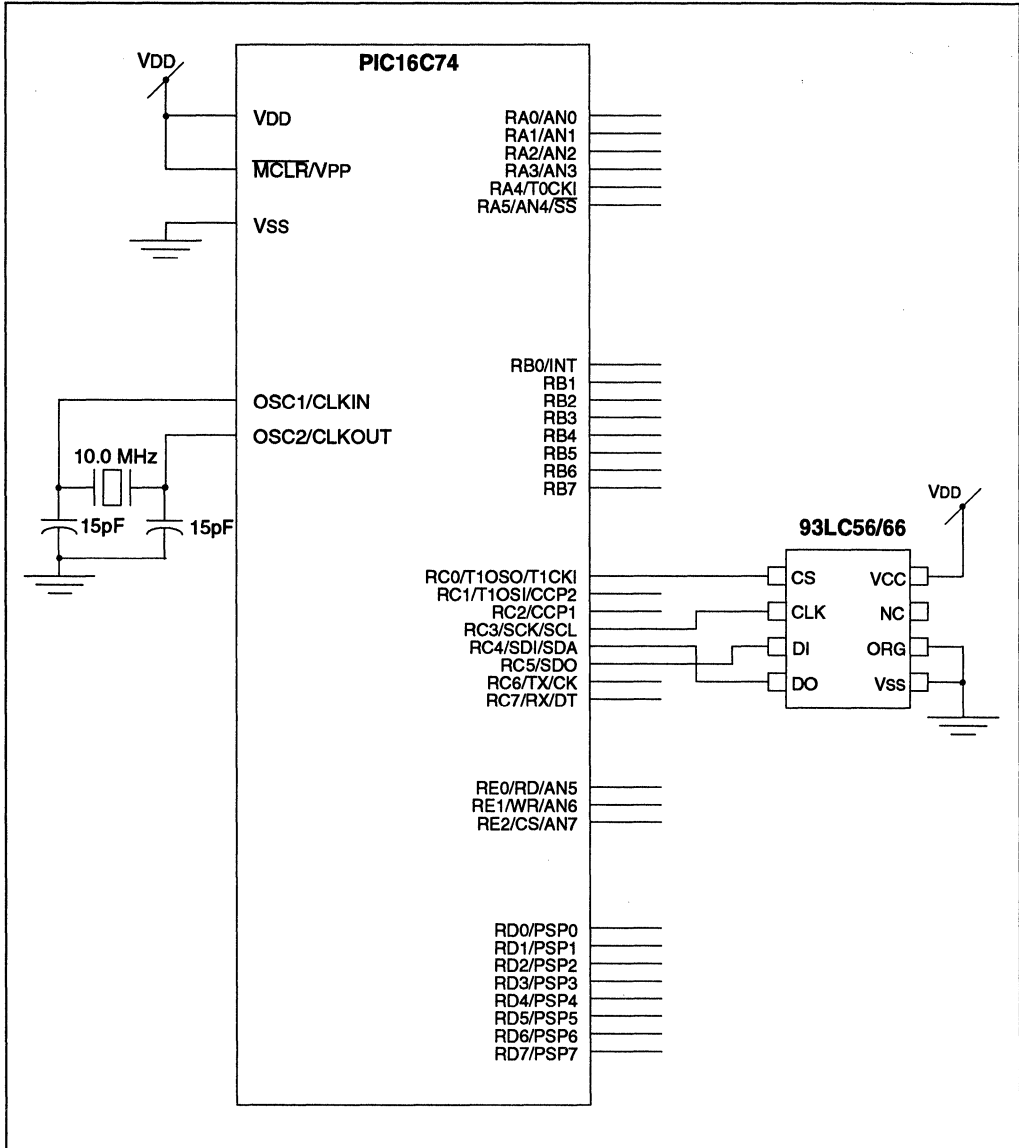 PIC16C74
VDD
VDD
MCLR/VPP
VSS
OSC1/CLKIN
OSC2/CLKOUT
10.0 MHz
15pF
15pF
RA0/AN0
RA1/AN1
RA2/AN2
RA3/AN3
RA4/T0CKI
RA5/AN4/SS
RB0/INT
RB1
RB2
RB3
RB4
RB5
RB6
RB7
RC0/T1OSO/T1CKI
RC1/T1OSI/CCP2
RC2/CCP1
RC3/SCK/SCL
RC4/SDI/SDA
RC5/SDO
RC6/TX/CK
RC7/RX/DT
RE0/RD/AN5
RE1/WR/AN6
RE2/CS/AN7
RD0/PSP0
RD1/PSP1
RD2/PSP2
RD3/PSP3
RD4/PSP4
RD5/PSP5
RD6/PSP6
RD7/PSP7
VDD
93LC56/66
CS VCC
CLK NC
DI ORG
DO VSS